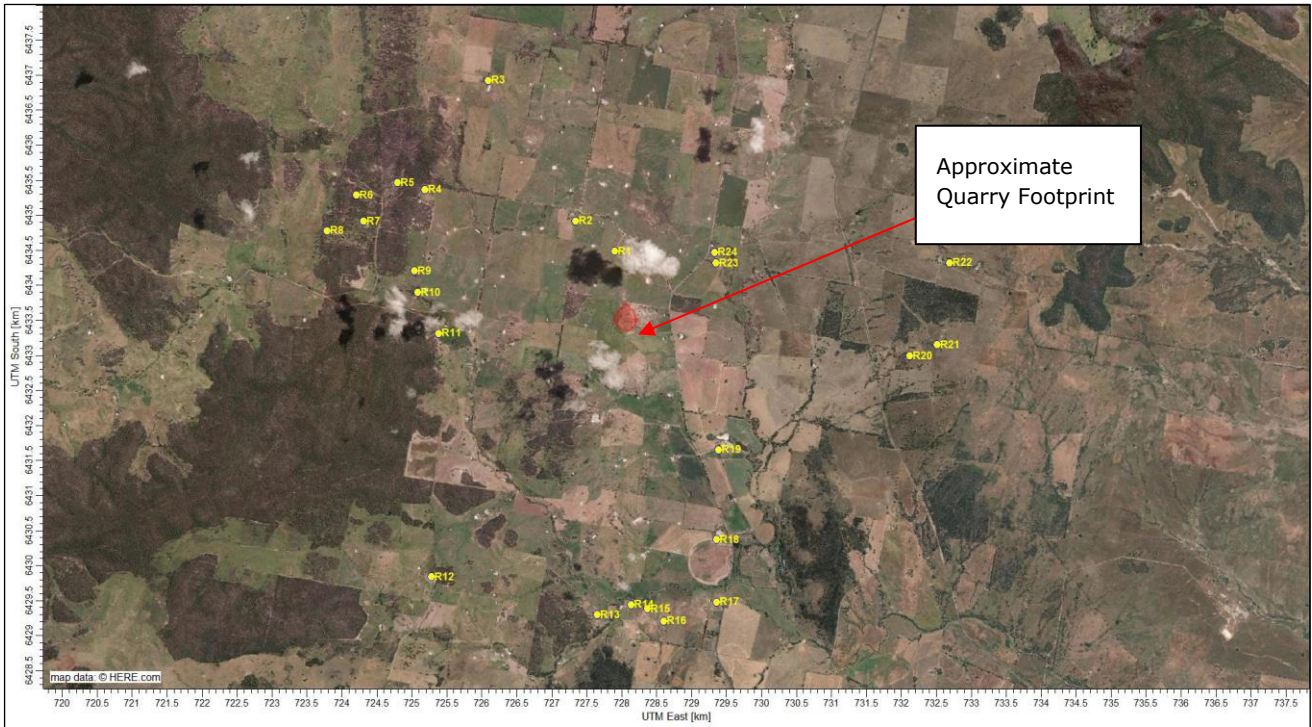 R3
R5
R4
R6
R7
R2
R8
R1
R24
R23
R22
R9
R10
R11
R21
R20
R19
R18
R12
R17
R14
R15
R13
R16
Approximate
Quarry Footprint
UTM South [km]
6437.5
6437
6436.5
6436
6435.5
6435
6434.5
6434
6433.5
6433
6432.5
6432
6431.5
6431
6430.5
6430
6429.5
6429
6428.5
map data: © HERE.com
720 720.5 721 721.5 722 722.5 723 723.5 724 724.5 725 725.5 726 726.5 727 727.5 728 728.5 729 729.5 730 730.5 731 731.5 732 732.5 733 733.5 734 734.5 735 735.5 736 736.5 737 737.5
UTM East [km]